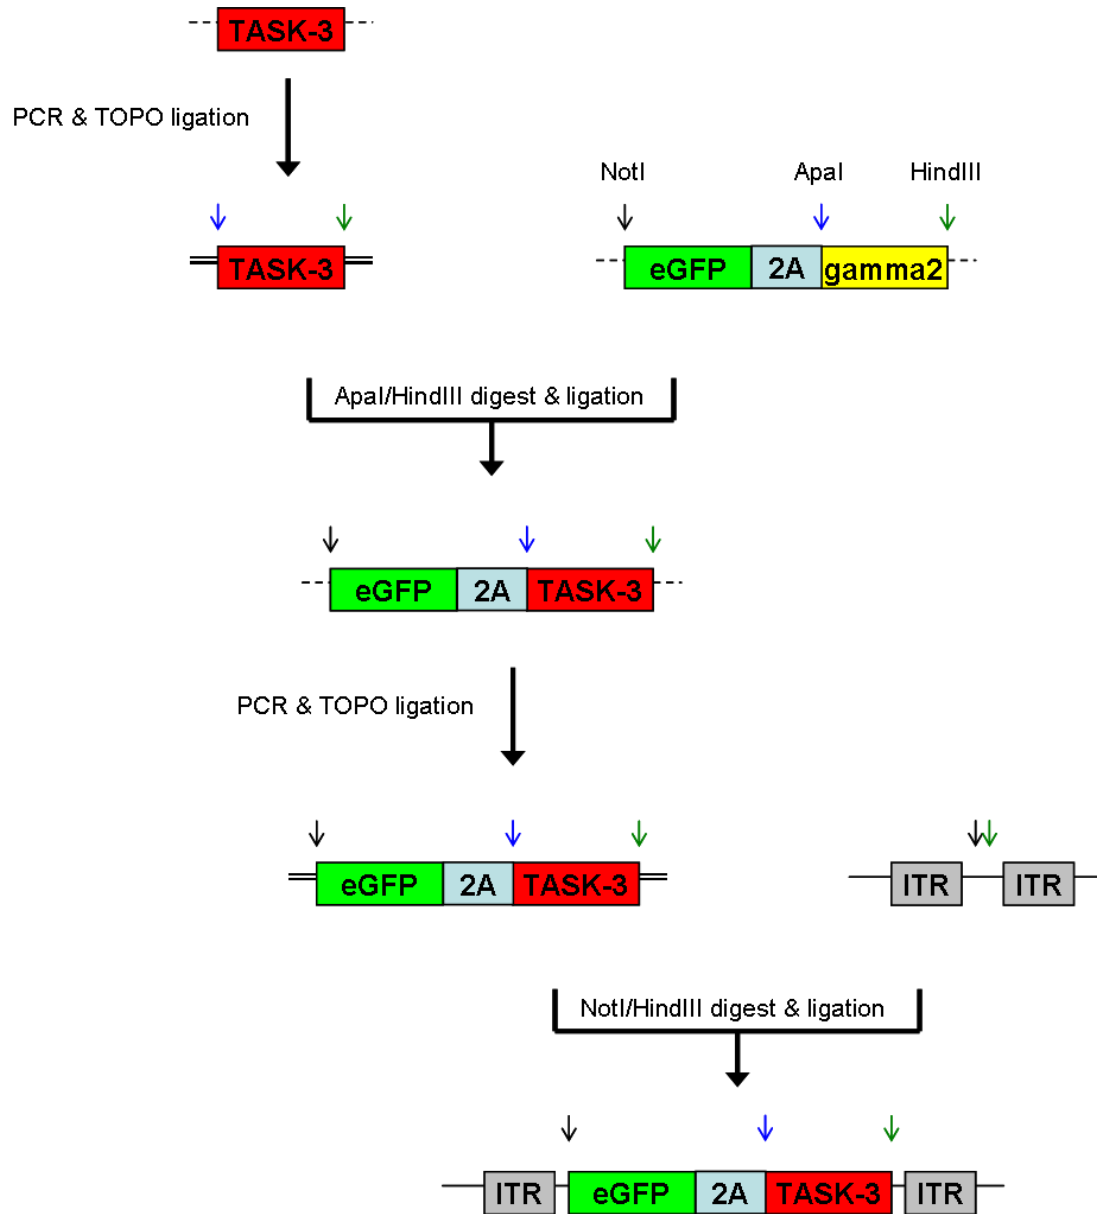 TASK-3
PCR & TOPO ligation
NotI
ApaI
HindIII
TASK-3
eGFP
2A
gamma2
ApaI/HindIII digest & ligation
eGFP
2A
TASK-3
PCR & TOPO ligation
eGFP
2A
TASK-3
ITR
ITR
NotI/HindIII digest & ligation
ITR
eGFP
2A
TASK-3
ITR